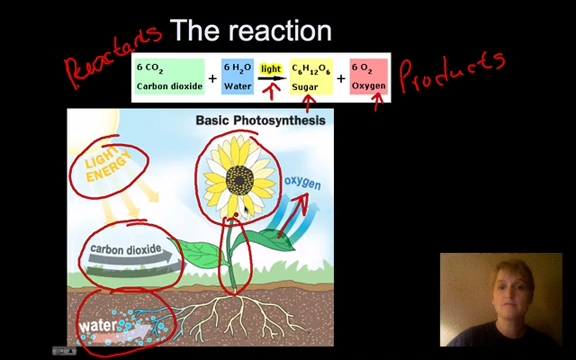 Reactants
The reaction
6 CO2 + 6 H2O light C6H12O6 + 6 O2
Carbon dioxide Water Sugar Oxygen
Products
Basic Photosynthesis
LIGHT
ENERGY
oxygen
carbon dioxide
water